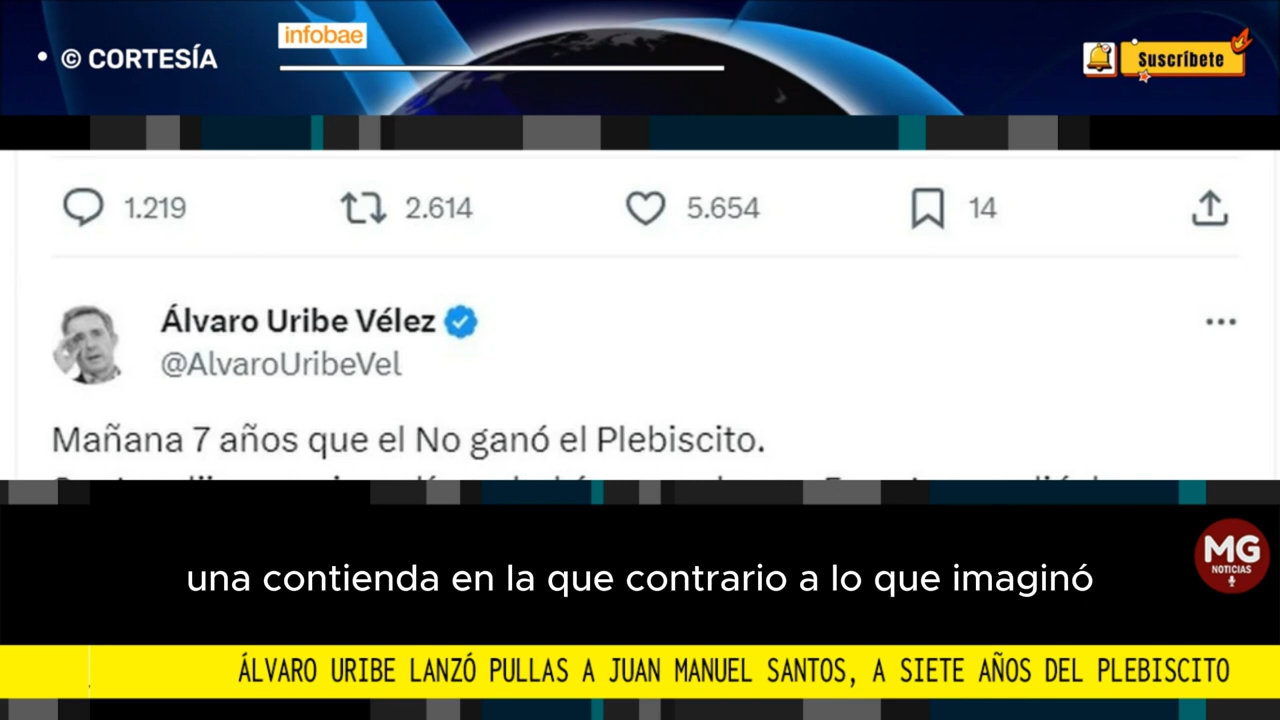 • © CORTESÍA
infobae
Suscríbete
1.219 2.614 5.654 14
Álvaro Uribe Vélez
@AlvaroUribeVel
Mañana 7 años que el No ganó el Plebiscito.
una contienda en la que contrario a lo que imaginó
MG
NOTICIAS
ÁLVARO URIBE LANZÓ PULLAS A JUAN MANUEL SANTOS, A SIETE AÑOS DEL PLEBISCITO